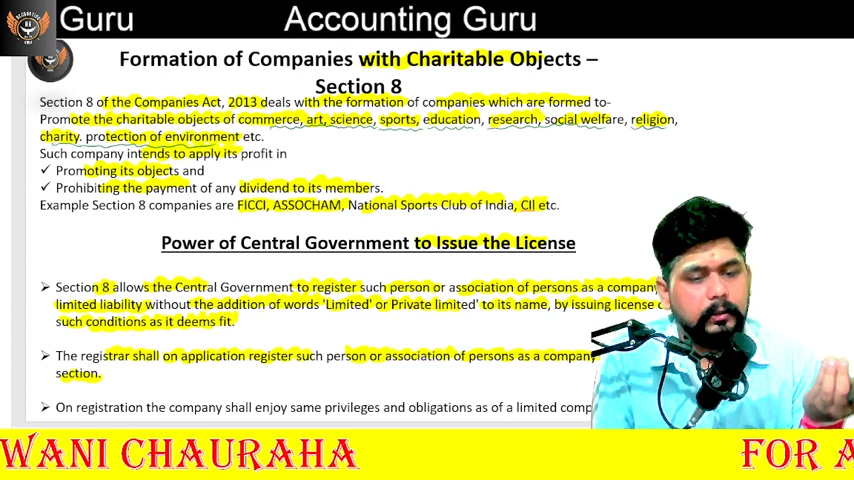 Guru
Accounting Guru
Formation of Companies with Charitable Objects –
Section 8
Section 8 of the Companies Act, 2013 deals with the formation of companies which are formed to-
Promote the charitable objects of commerce, art, science, sports, education, research, social welfare, religion,
charity. protection of environment etc.
Such company intends to apply its profit in
✓ Promoting its objects and
✓ Prohibiting the payment of any dividend to its members.
Example Section 8 companies are FICCI, ASSOCHAM, National Sports Club of India, CII etc.
Power of Central Government to Issue the License
➢ Section 8 allows the Central Government to register such person or association of persons as a company
limited liability without the addition of words 'Limited' or Private limited' to its name, by issuing license
such conditions as it deems fit.
➢ The registrar shall on application register such person or association of persons as a company
section.
➢ On registration the company shall enjoy same privileges and obligations as of a limited comp
WANI CHAURAHA
FOR A